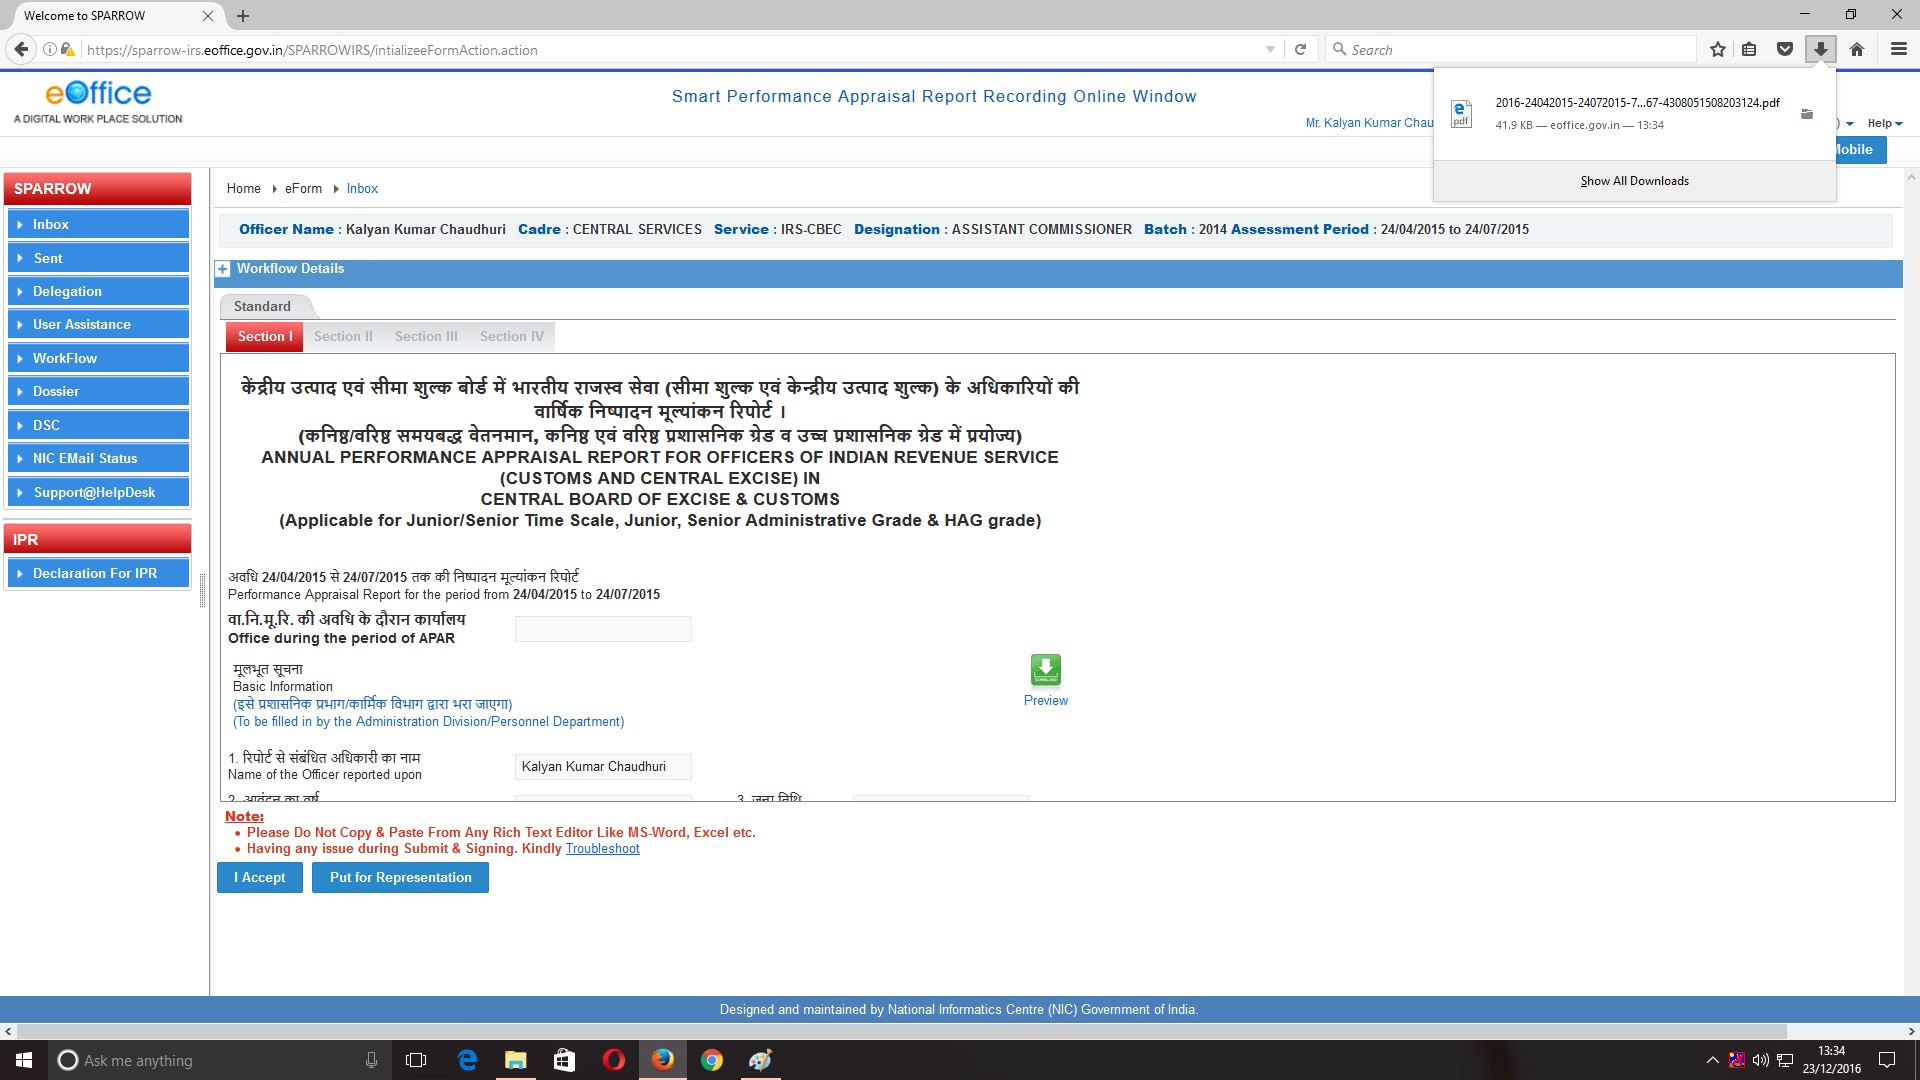 Welcome to SPARROW
https://sparrow-irs.eoffice.gov.in/SPARROWIRS/intializeeFormAction.action
Search
eOffice
A DIGITAL WORK PLACE SOLUTION
Smart Performance Appraisal Report Recording Online Window
Mr. Kalyan Kumar Chau
) Help
Mobile
2016-24042015-24072015-7...67-4308051508203124.pdf
pdf
41.9 KB — eoffice.gov.in — 13:34
Show All Downloads
SPARROW
Inbox
Sent
Delegation
User Assistance
WorkFlow
Dossier
DSC
NIC EMail Status
Support@HelpDesk
IPR
Declaration For IPR
Home eForm Inbox
Officer Name : Kalyan Kumar Chaudhuri Cadre : CENTRAL SERVICES Service : IRS-CBEC Designation : ASSISTANT COMMISSIONER Batch : 2014 Assessment Period : 24/04/2015 to 24/07/2015
+ Workflow Details
Standard
Section I Section II Section III Section IV
केंद्रीय उत्पाद एवं सीमा शुल्क बोर्ड में भारतीय राजस्व सेवा (सीमा शुल्क एवं केन्द्रीय उत्पाद शुल्क) के अधिकारियों की
वार्षिक निष्पादन मूल्यांकन रिपोर्ट ।
(कनिष्ठ/वरिष्ठ समयबद्ध वेतनमान, कनिष्ठ एवं वरिष्ठ प्रशासनिक ग्रेड व उच्च प्रशासनिक ग्रेड में प्रयोज्य)
ANNUAL PERFORMANCE APPRAISAL REPORT FOR OFFICERS OF INDIAN REVENUE SERVICE
(CUSTOMS AND CENTRAL EXCISE) IN
CENTRAL BOARD OF EXCISE & CUSTOMS
(Applicable for Junior/Senior Time Scale, Junior, Senior Administrative Grade & HAG grade)
अवधि 24/04/2015 से 24/07/2015 तक की निष्पादन मूल्यांकन रिपोर्ट
Performance Appraisal Report for the period from 24/04/2015 to 24/07/2015
वा.नि.मू.रि. की अवधि के दौरान कार्यालय
Office during the period of APAR
मूलभूत सूचना
Basic Information
(इसे प्रशासनिक प्रभाग/कार्मिक विभाग द्वारा भरा जाएगा)
(To be filled in by the Administration Division/Personnel Department)
DOWNLOAD
Preview
1. रिपोर्ट से संबंधित अधिकारी का नाम
Name of the Officer reported upon
Kalyan Kumar Chaudhuri
2. आवंटन का वर्ष 3. जन्म तिथि
Note:
• Please Do Not Copy & Paste From Any Rich Text Editor Like MS-Word, Excel etc.
• Having any issue during Submit & Signing. Kindly Troubleshoot
I Accept Put for Representation
Designed and maintained by National Informatics Centre (NIC) Government of India.
Ask me anything
13:34
23/12/2016